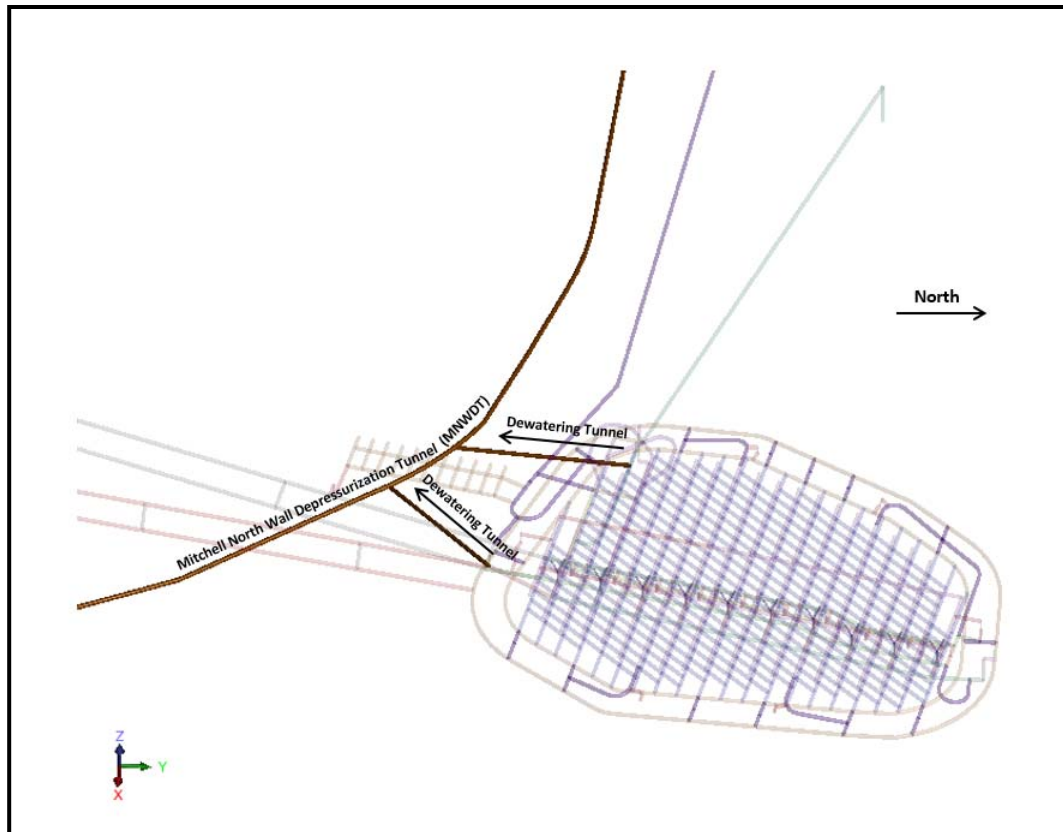 North
Dewatering Tunnel
Mitchell North Wall Depressurization Tunnel (MNWDT)
Dewatering Tunnel
Z
Y
X